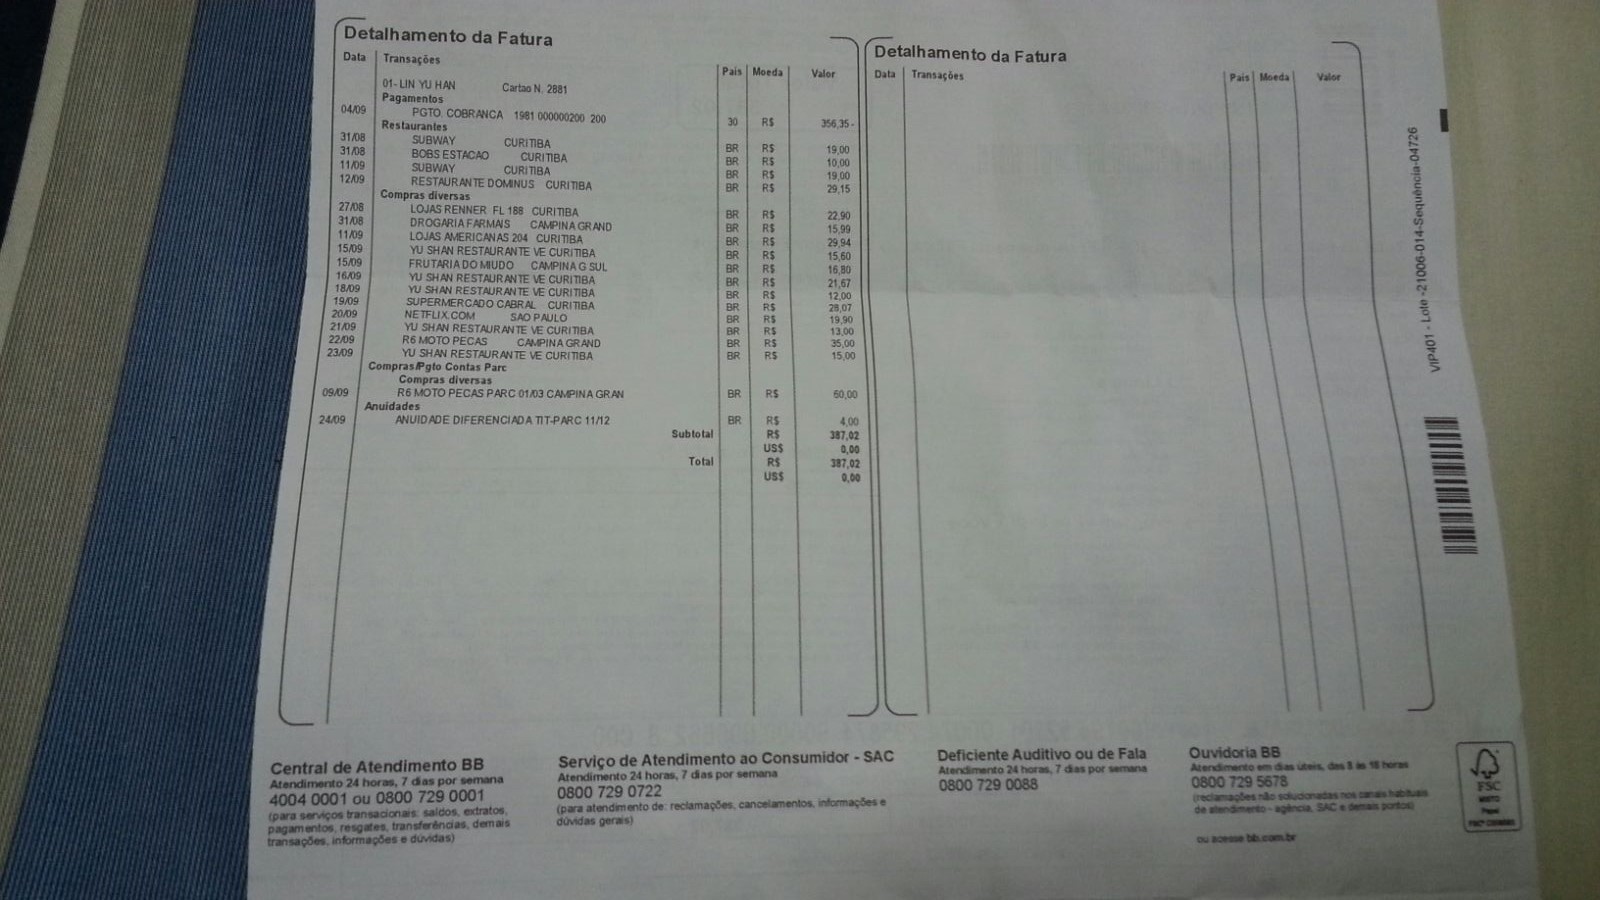 Detalhamento da Fatura
Data Transações País Moeda Valor
01- LIN YU HAN Cartao N. 2881
Pagamentos
04/09 PGTO. COBRANCA 1981 000000200 200 30 R$ 356,35 -
Restaurantes
31/08 SUBWAY CURITIBA BR R$ 19,00
31/08 BOBS ESTACAO CURITIBA BR R$ 10,00
11/09 SUBWAY CURITIBA BR R$ 19,00
12/09 RESTAURANTE DOMINUS CURITIBA BR R$ 29,15
Compras diversas
27/08 LOJAS RENNER FL 188 CURITIBA BR R$ 22,90
31/08 DROGARIA FARMAIS CAMPINA GRAND BR R$ 15,99
11/09 LOJAS AMERICANAS 204 CURITIBA BR R$ 29,94
15/09 YU SHAN RESTAURANTE VE CURITIBA BR R$ 15,60
15/09 FRUTARIA DO MIUDO CAMPINA G SUL BR R$ 16,80
16/09 YU SHAN RESTAURANTE VE CURITIBA BR R$ 21,67
18/09 YU SHAN RESTAURANTE VE CURITIBA BR R$ 12,00
19/09 SUPERMERCADO CABRAL CURITIBA BR R$ 28,07
20/09 NETFLIX.COM SAO PAULO BR R$ 19,90
21/09 YU SHAN RESTAURANTE VE CURITIBA BR R$ 13,00
22/09 R6 MOTO PECAS CAMPINA GRAND BR R$ 35,00
23/09 YU SHAN RESTAURANTE VE CURITIBA BR R$ 15,00
Compras/Pgto Contas Parc
Compras diversas
09/09 R6 MOTO PECAS PARC 01/03 CAMPINA GRAN BR R$ 60,00
Anuidades
24/09 ANUIDADE DIFERENCIADA TIT-PARC 11/12 BR R$ 4,00
Subtotal R$ 387,02
US$ 0,00
Total R$ 387,02
US$ 0,00
Detalhamento da Fatura
Data Transações País Moeda Valor
VIP401 - Lote -21006-014-Sequência-04726
Central de Atendimento BB
Atendimento 24 horas, 7 dias por semana
4004 0001 ou 0800 729 0001
(para serviços transacionais: saldos, extratos,
pagamentos, resgates, transferências, demais
transações, informações e dúvidas)
Serviço de Atendimento ao Consumidor - SAC
Atendimento 24 horas, 7 dias por semana
0800 729 0722
(para atendimento de: reclamações, cancelamentos, informações e
dúvidas gerais)
Deficiente Auditivo ou de Fala
Atendimento 24 horas, 7 dias por semana
0800 729 0088
Ouvidoria BB
Atendimento em dias úteis, das 8 às 18 horas
0800 729 5678
(reclamações não solucionadas nos canais habituais
de atendimento - agência, SAC e demais pontos)
ou acesse bb.com.br
FSC
MISTO
Papel